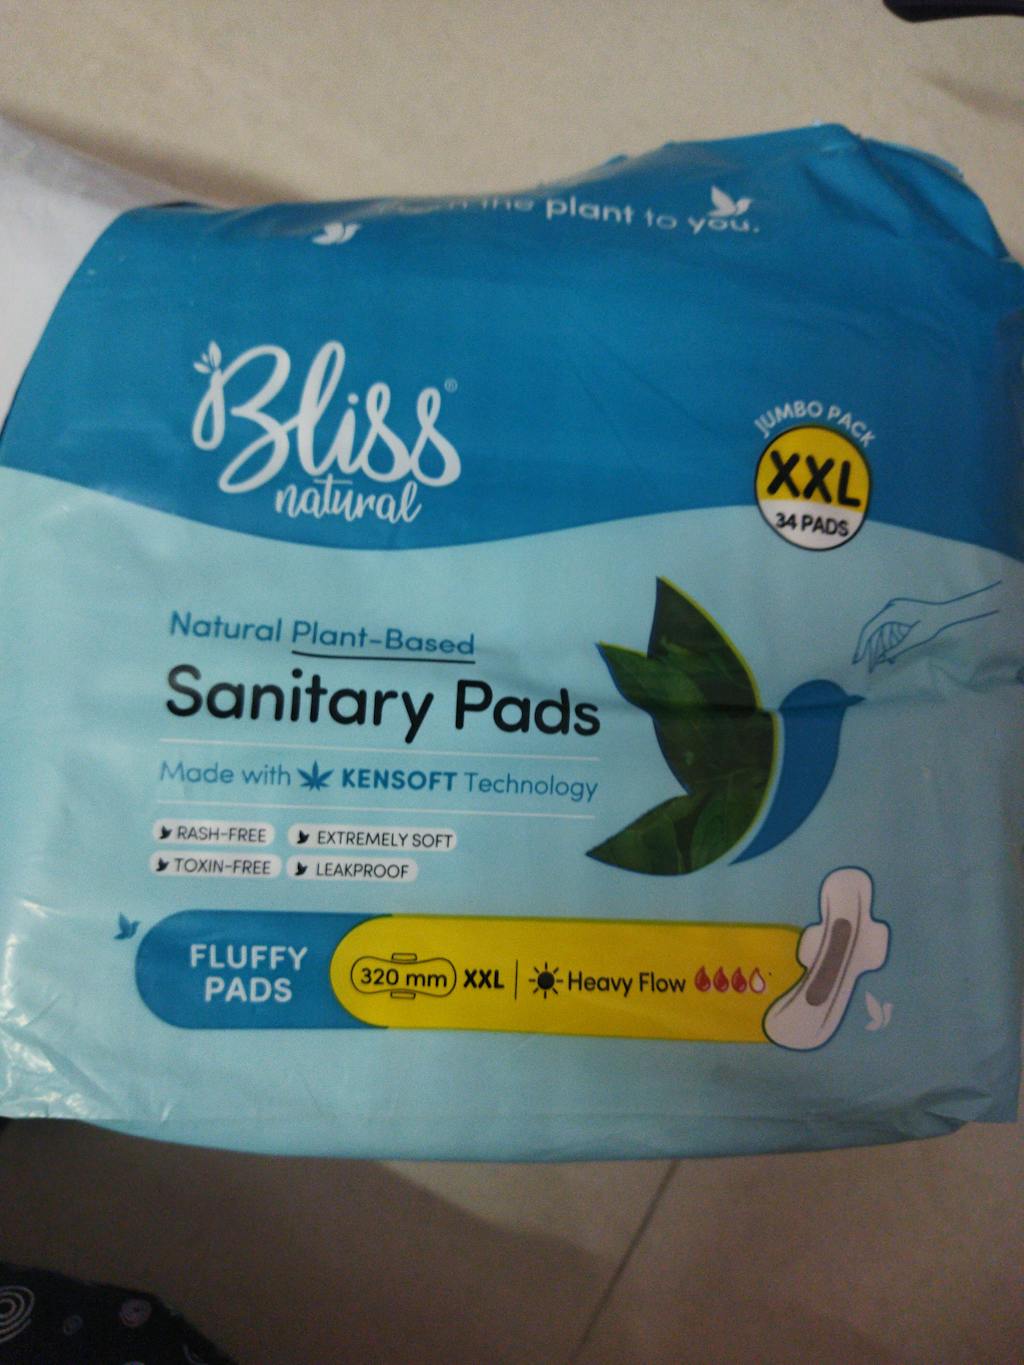 the plant to you.
Bliss®
natural
JUMBO PACK
XXL
34 PADS
Natural Plant-Based
Sanitary Pads
Made with KENSOFT Technology
RASH-FREE EXTREMELY SOFT
TOXIN-FREE LEAKPROOF
FLUFFY
PADS
320 mm XXL | Heavy Flow